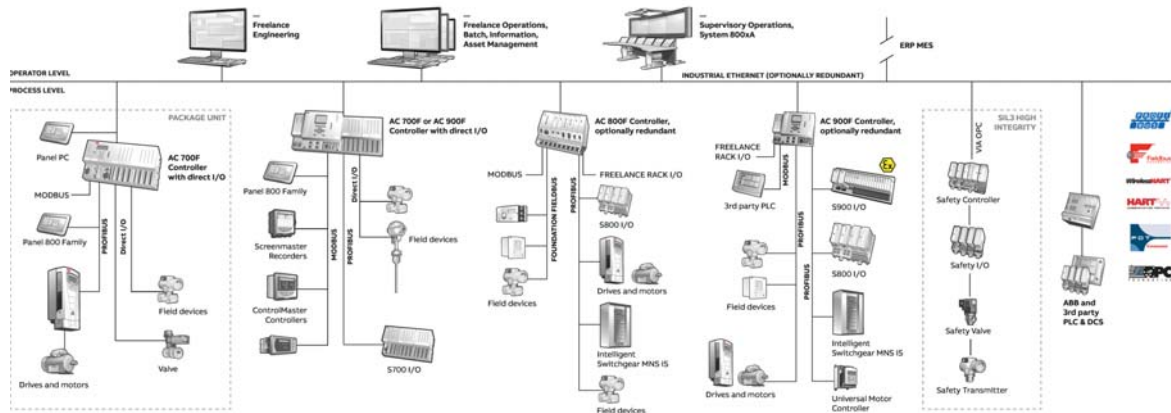 Freelance
Engineering
Freelance Operations,
Batch, Information,
Asset Management
Supervisory Operations,
System 800xA
ERP MES
OPERATOR LEVEL
INDUSTRIAL ETHERNET (OPTIONALLY REDUNDANT)
PROCESS LEVEL
PACKAGE UNIT
Panel PC
AC 700F
Controller
with direct I/O
MODBUS
Panel 800 Family
PROFIBUS
Direct I/O
Field devices
Drives and motors
Valve
AC 700F or AC 900F
Controller with direct I/O
Panel 800 Family
Direct I/O
Screenmaster
Recorders
Field devices
MODBUS
PROFIBUS
ControlMaster
Controllers
S700 I/O
AC 800F Controller,
optionally redundant
MODBUS
FREELANCE RACK I/O
PROFIBUS
FOUNDATION FIELDBUS
S800 I/O
Field devices
Drives and motors
Intelligent
Switchgear MNS iS
Field devices
AC 900F Controller,
optionally redundant
FREELANCE
RACK I/O
MODBUS
Ex
3rd party PLC
S900 I/O
PROFIBUS
S800 I/O
Field devices
PROFIBUS
Intelligent
Switchgear MNS iS
Drives and motors
Universal Motor
Controller
SIL3 HIGH
INTEGRITY
VIA OPC
Safety Controller
Safety I/O
Safety Valve
Safety Transmitter
ABB and
3rd party
PLC & DCS
Fieldbus
WirelessHART
HART
OPC